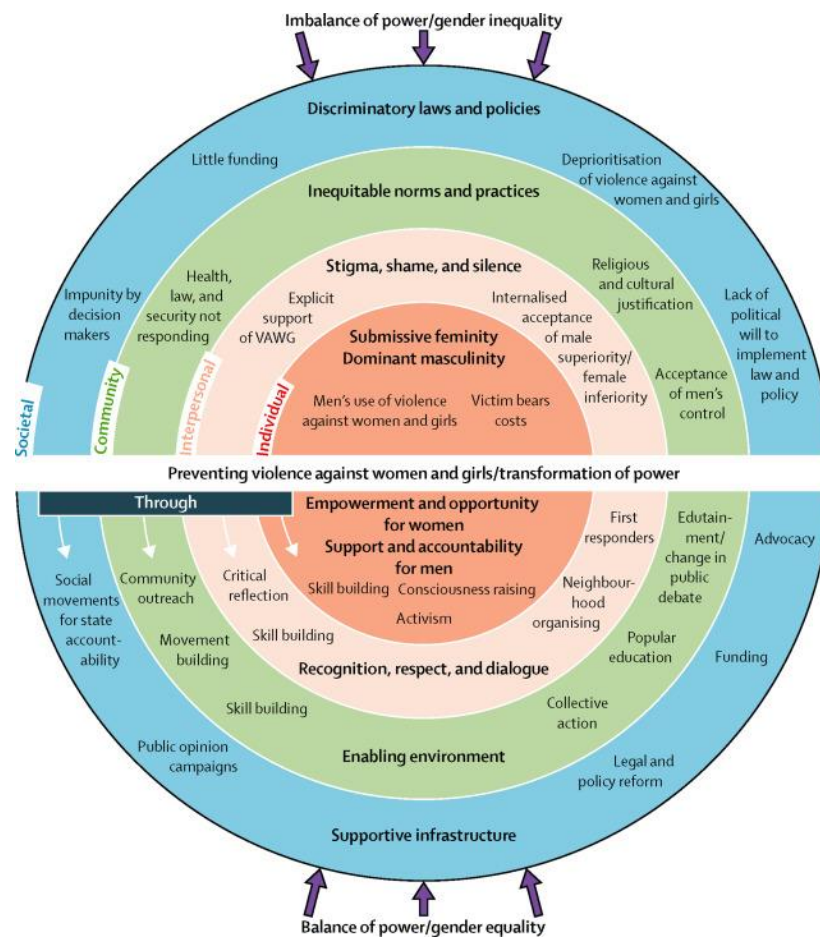 Imbalance of power/gender inequality
Discriminatory laws and policies
Little funding
Deprioritisation
of violence against
women and girls
Inequitable norms and practices
Health,
law, and
security not
responding
Religious
and cultural
justification
Impunity by
decision
makers
Lack of
political
will to
implement
law and
policy
Stigma, shame, and silence
Explicit
support
of VAWG
Internalised
acceptance
of male
superiority/
female
inferiority
Acceptance
of men's
control
Submissive feminity
Dominant masculinity
Men's use of violence
against women and girls
Victim bears
costs
Societal
Community
Interpersonal
Individual
Preventing violence against women and girls/transformation of power
Through
Empowerment and opportunity
for women
Support and accountability
for men
Skill building
Consciousness raising
Activism
First
responders
Edutain-
ment/
change in
public
debate
Advocacy
Social
movements
for state
account-
ability
Community
outreach
Critical
reflection
Neighbour-
hood
organising
Movement
building
Skill building
Popular
education
Funding
Recognition, respect, and dialogue
Skill building
Collective
action
Public opinion
campaigns
Enabling environment
Legal and
policy reform
Supportive infrastructure
Balance of power/gender equality